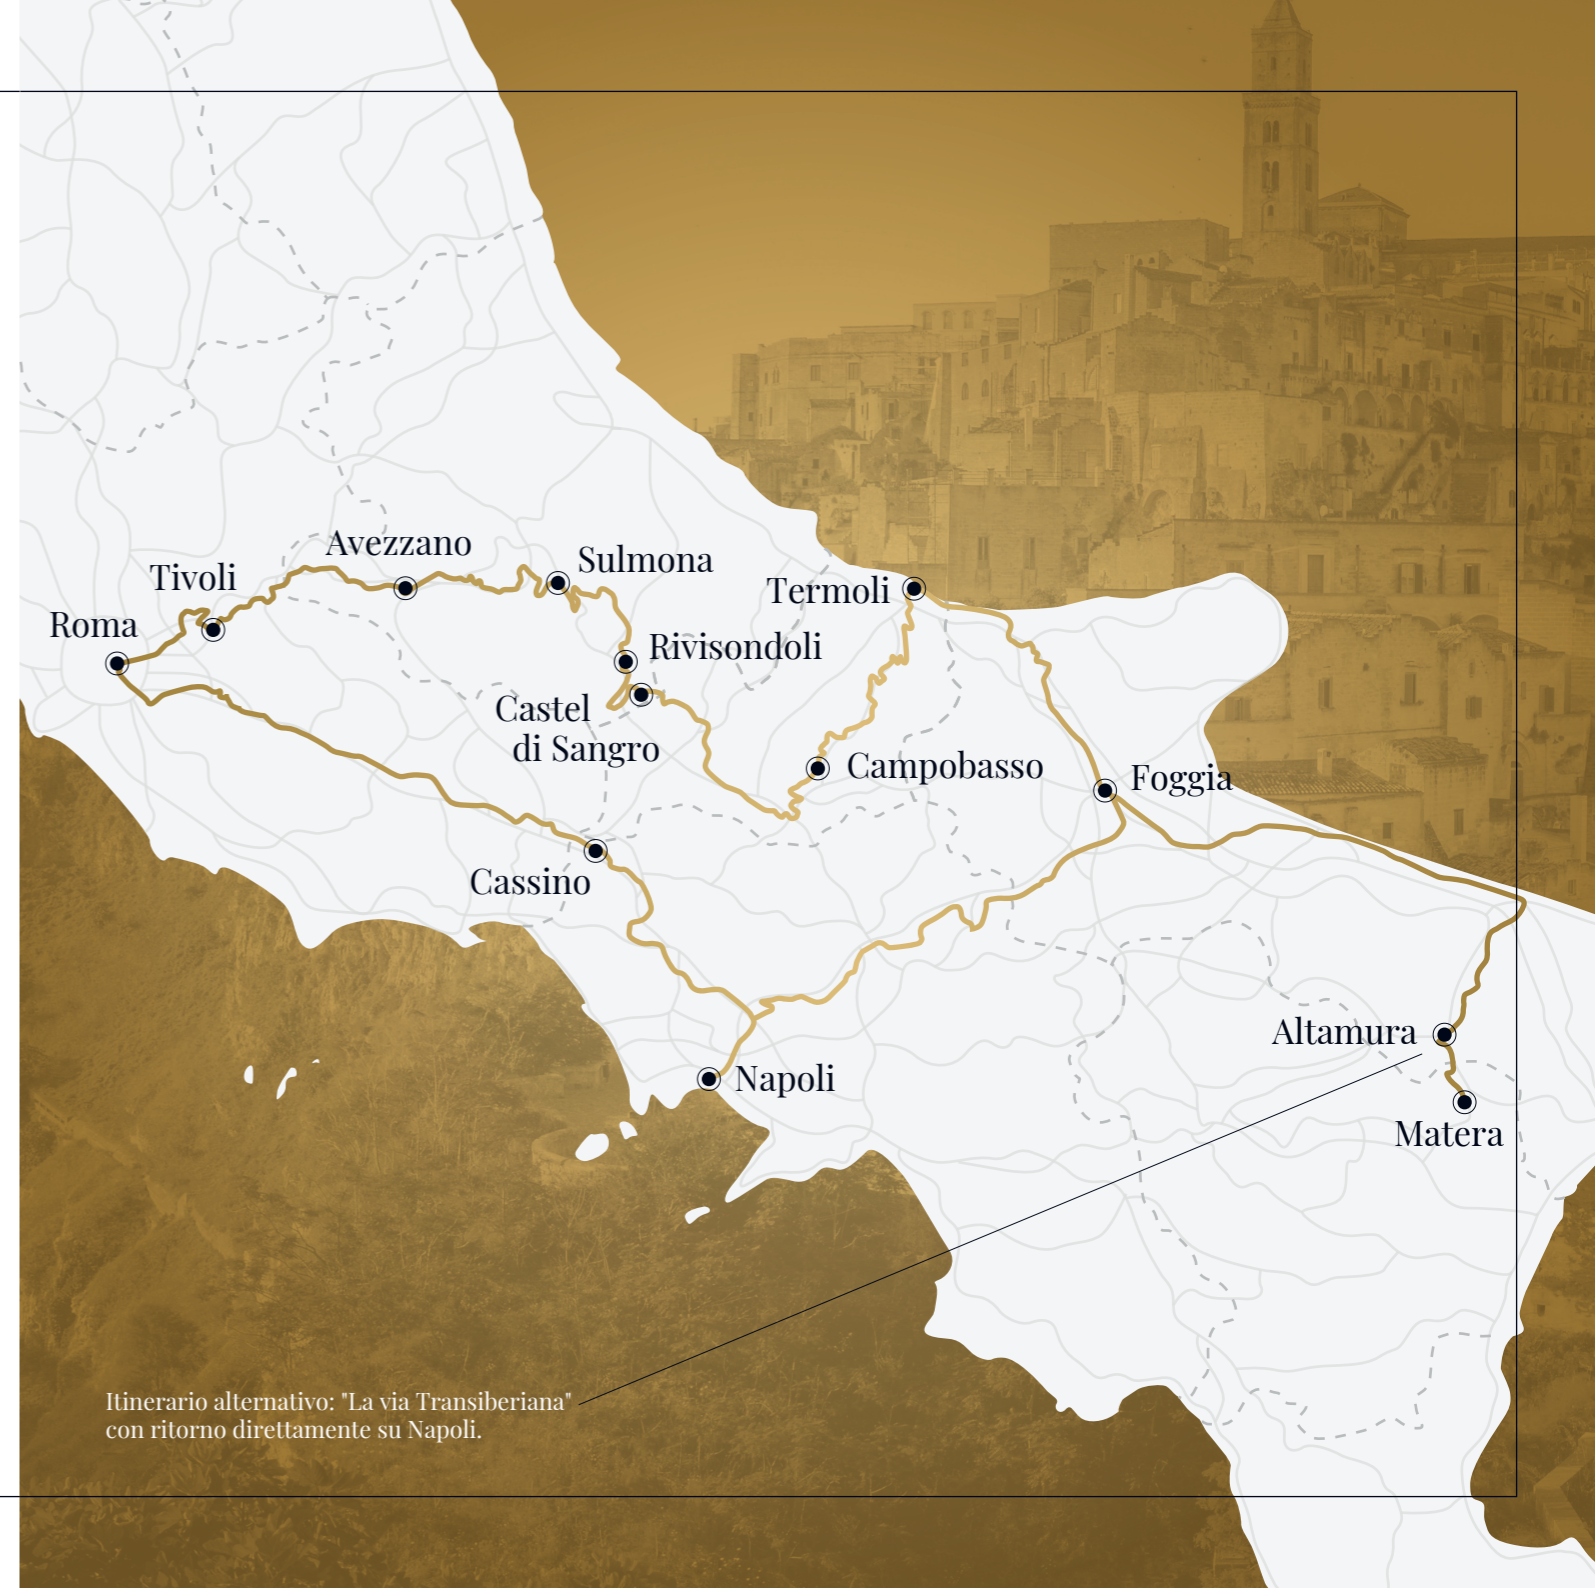 Avezzano
Sulmona
Tivoli
Termoli
Roma
Rivisondoli
Castel
di Sangro
Campobasso
Foggia
Cassino
Altamura
Napoli
Matera
Itinerario alternativo: "La via Transiberiana"
con ritorno direttamente su Napoli.